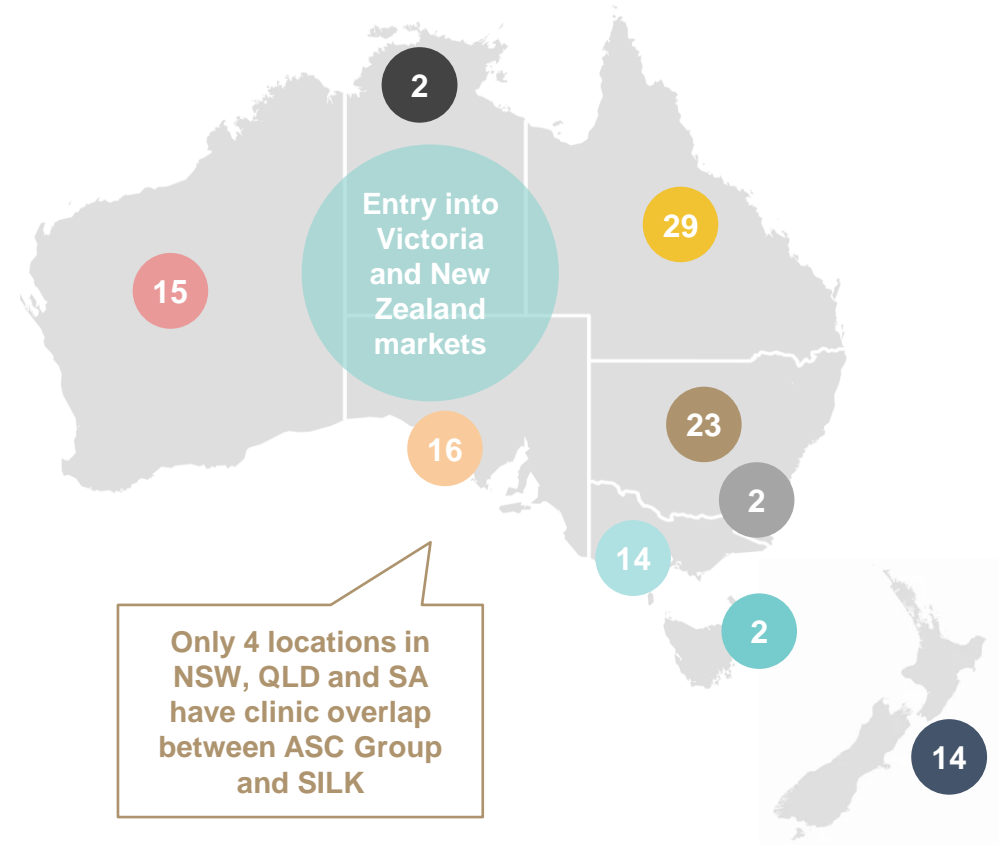 2
Entry into
Victoria
and New
Zealand
markets
29
15
23
16
2
14
2
Only 4 locations in
NSW, QLD and SA
have clinic overlap
between ASC Group
and SILK
14